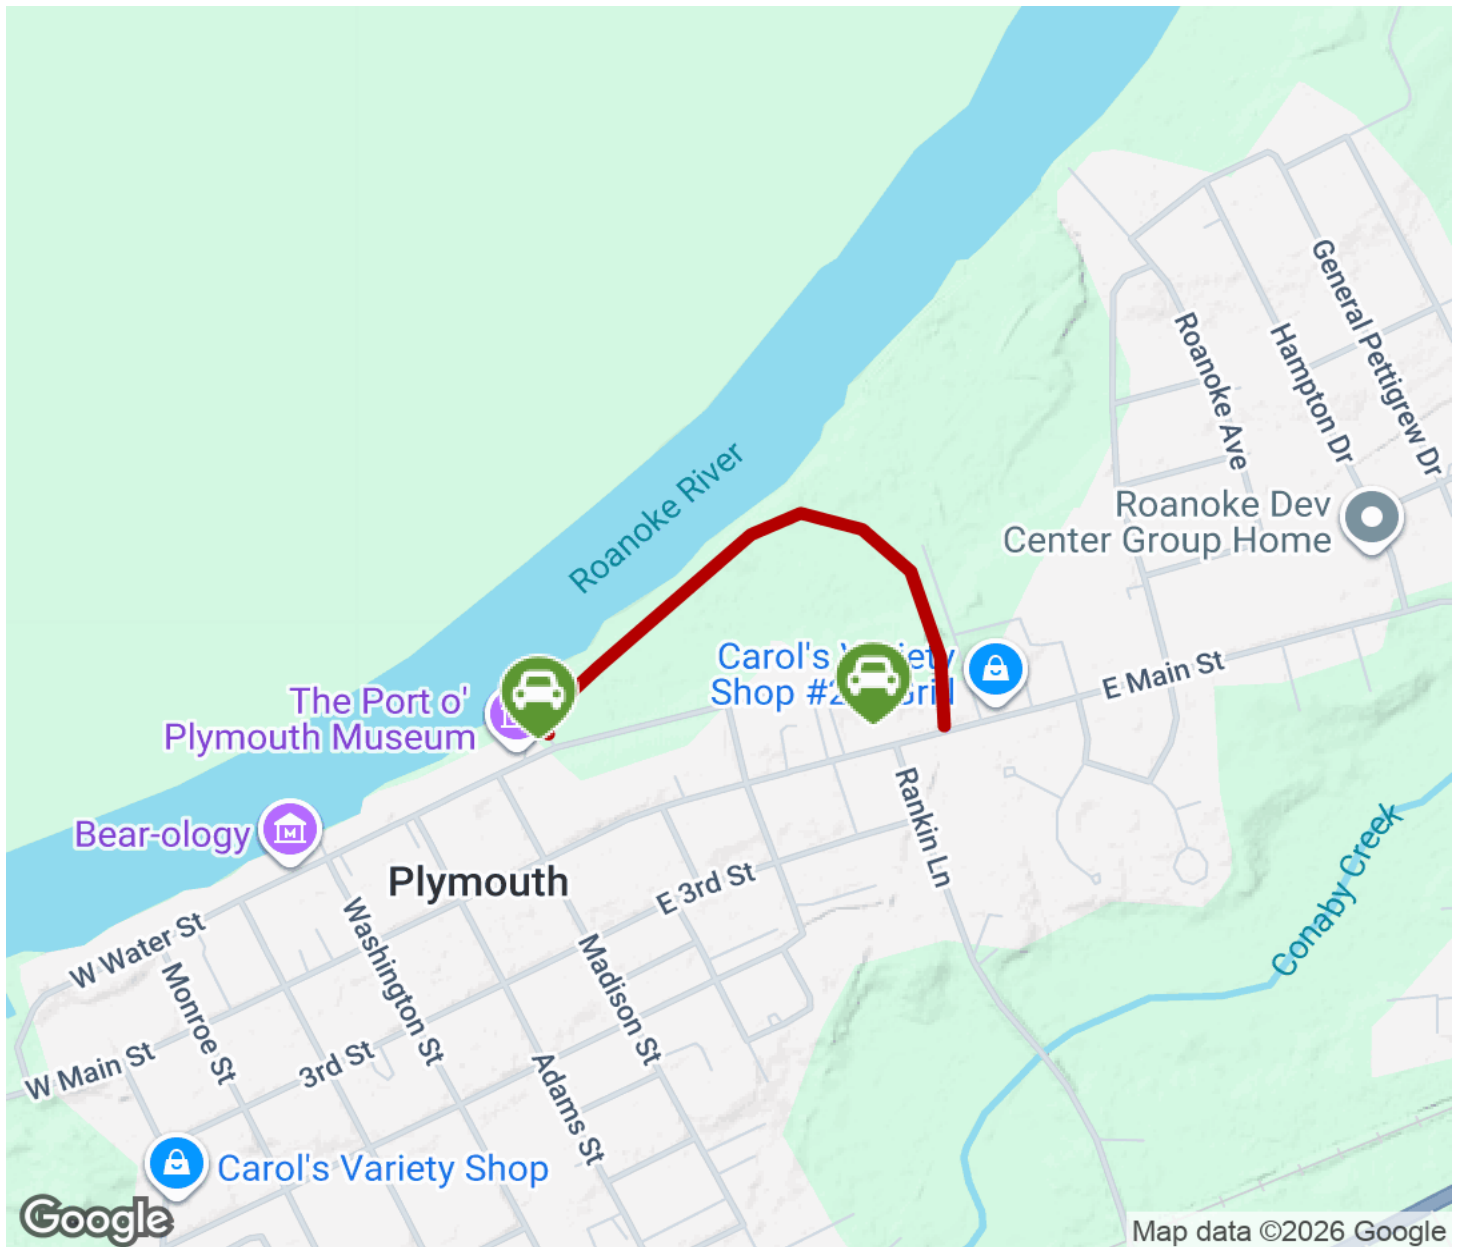 General Pettigrew Dr
Hampton Dr
Roanoke Ave
Roanoke River
Roanoke Dev
Center Group Home
Carol's
Shop
E Main St
The Port o'
Plymouth Museum
Bear-ology
Rankin Ln
Plymouth
E 3rd St
Conaby Creek
W Water St
Washington St
Madison St
Monroe St
3rd St
W Main St
Adams St
Carol's Variety Shop
Google
Map data ©2026 Google